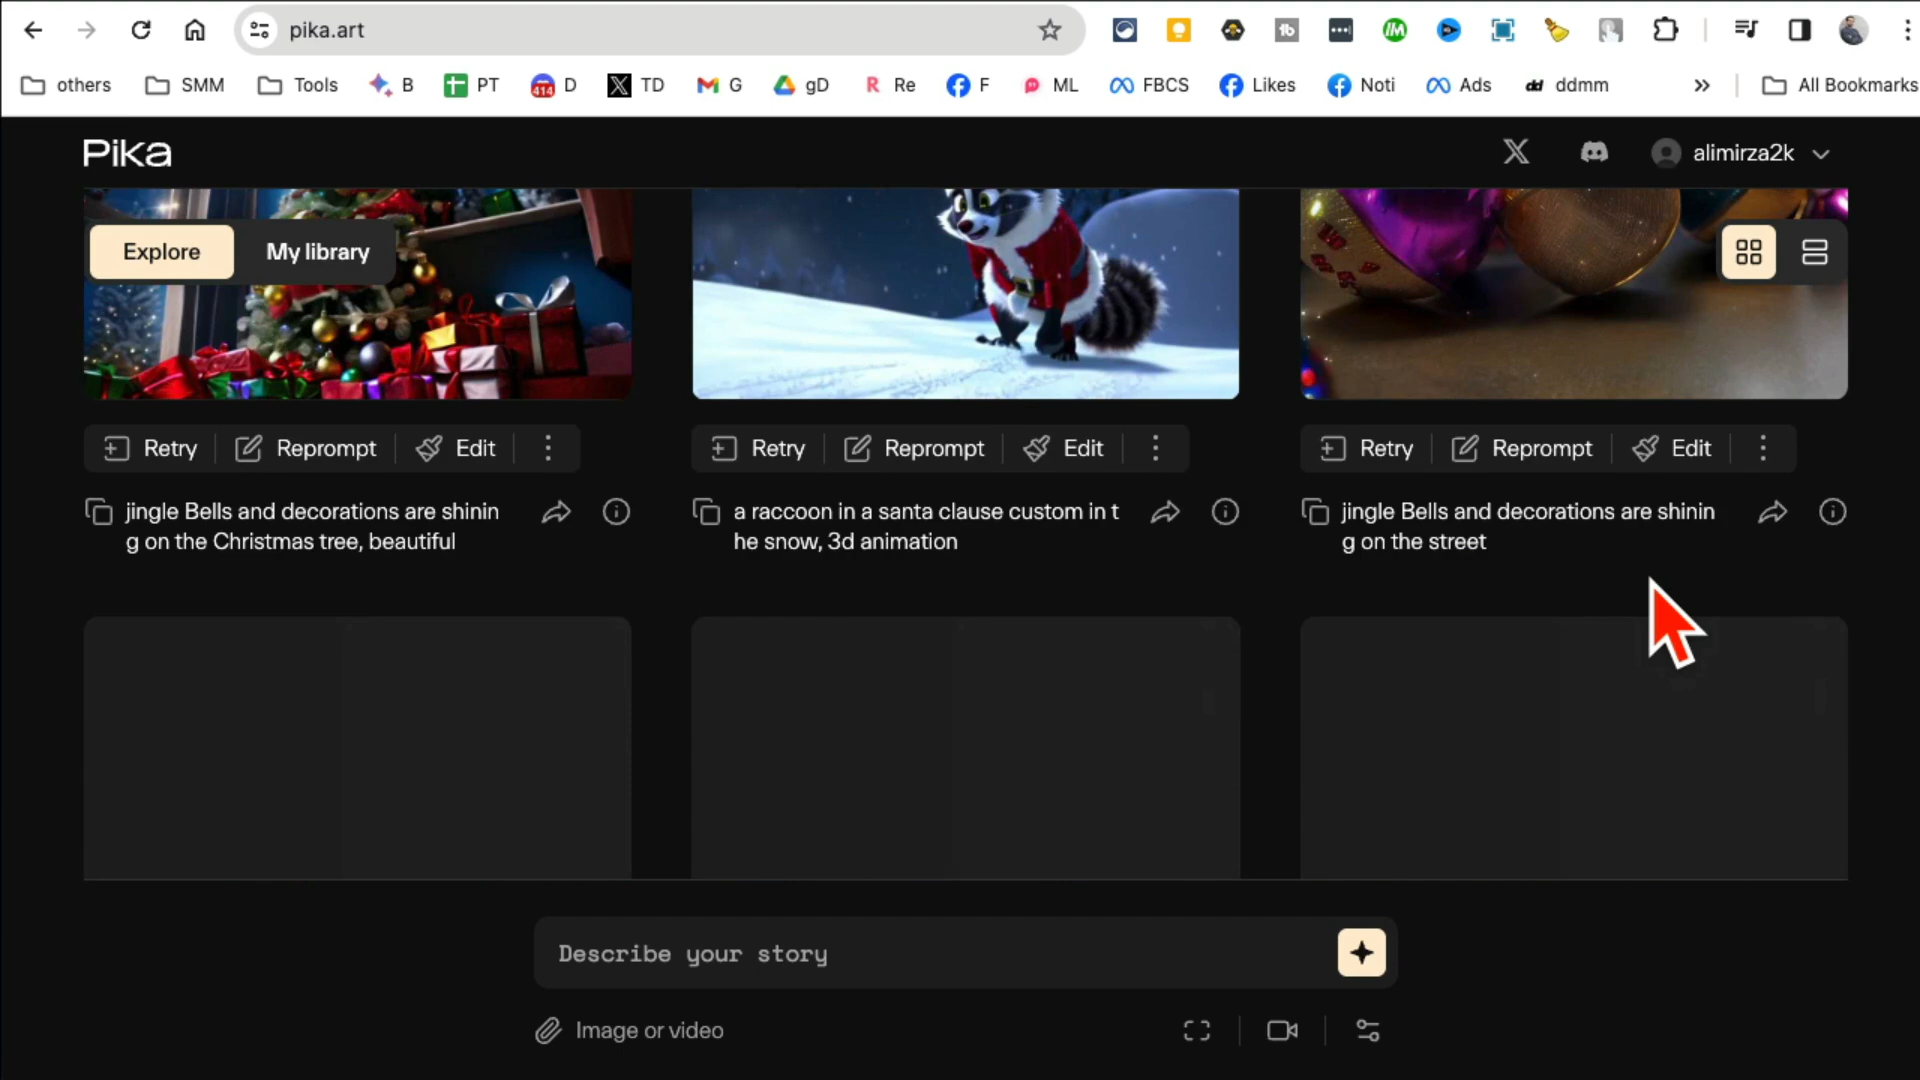 pika.art
others SMM Tools B PT 414 D TD G gD R Re F ML FBCS Likes Noti Ads dd ddmm All Bookmarks
Pika alimirza2k
Explore My library
Retry Reprompt Edit Retry Reprompt Edit Retry Reprompt Edit
jingle Bells and decorations are shinin
g on the Christmas tree, beautiful
a raccoon in a santa clause custom in t
he snow, 3d animation
jingle Bells and decorations are shinin
g on the street
Describe your story
Image or video